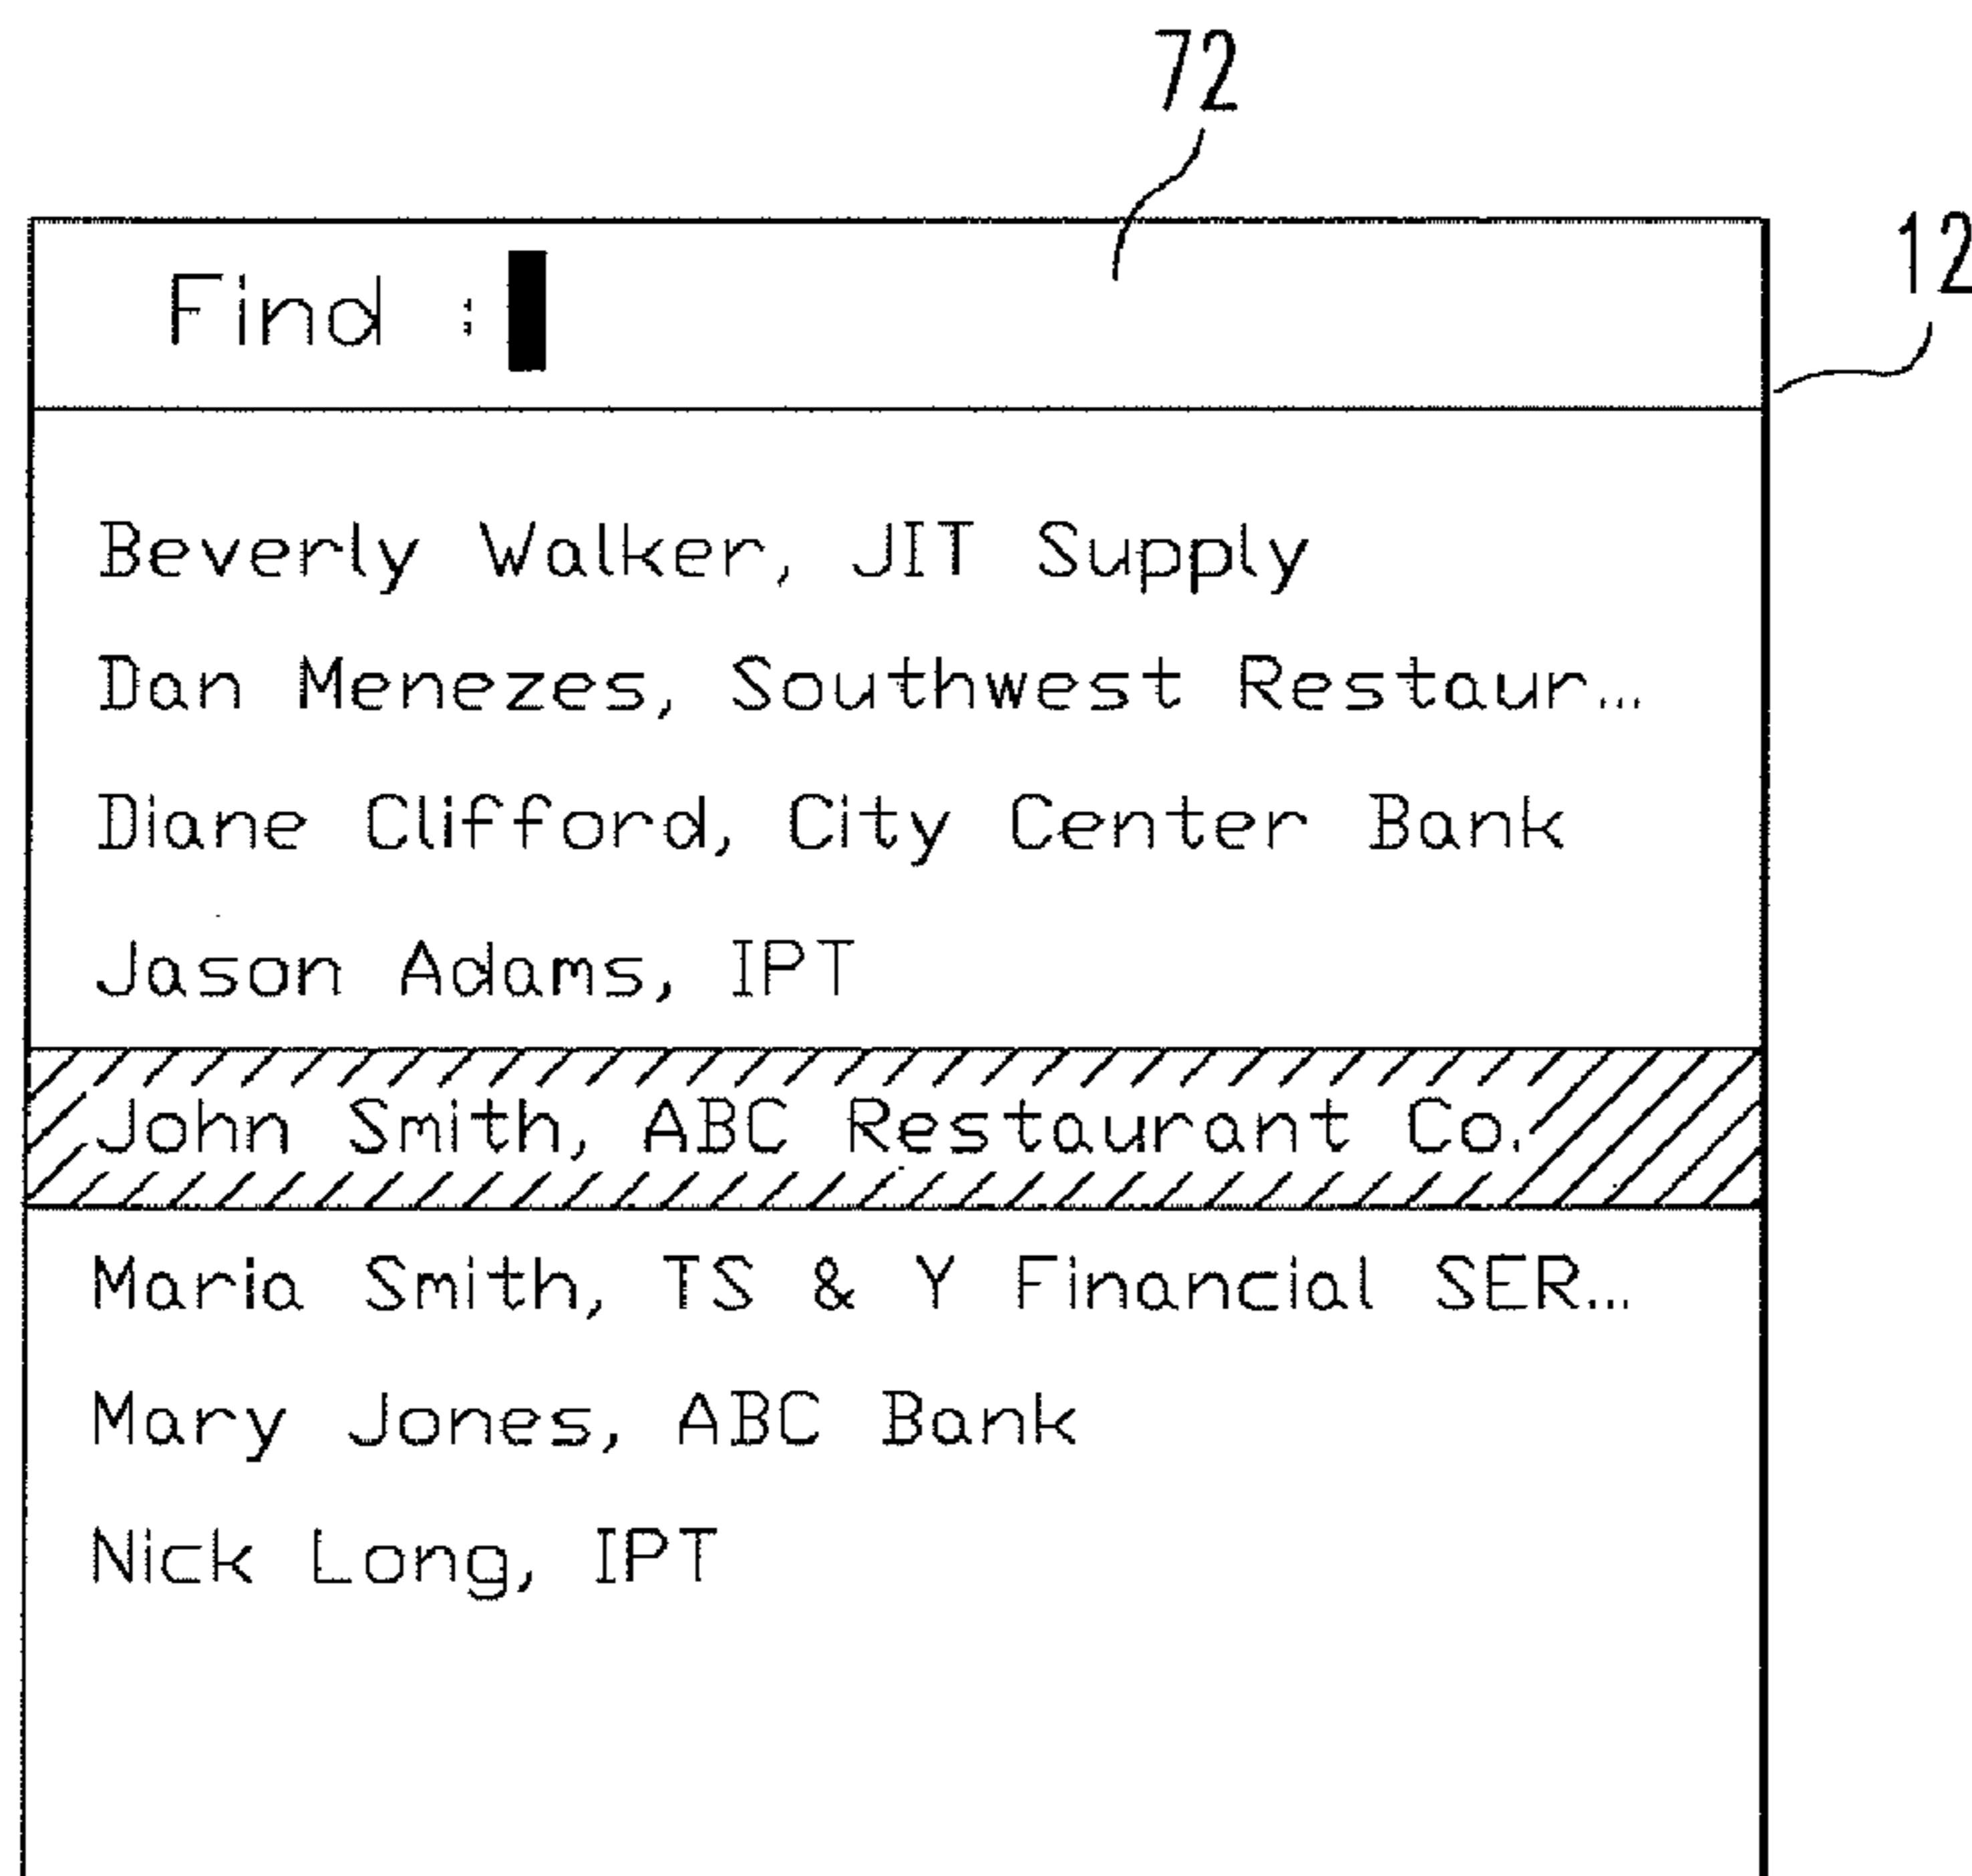 72
12
Find :
Beverly Walker, JIT Supply
Dan Menezes, Southwest Restaur...
Diane Clifford, City Center Bank
Jason Adams, IPT
John Smith, ABC Restaurant Co.
Maria Smith, TS & Y Financial SER...
Mary Jones, ABC Bank
Nick Long, IPT